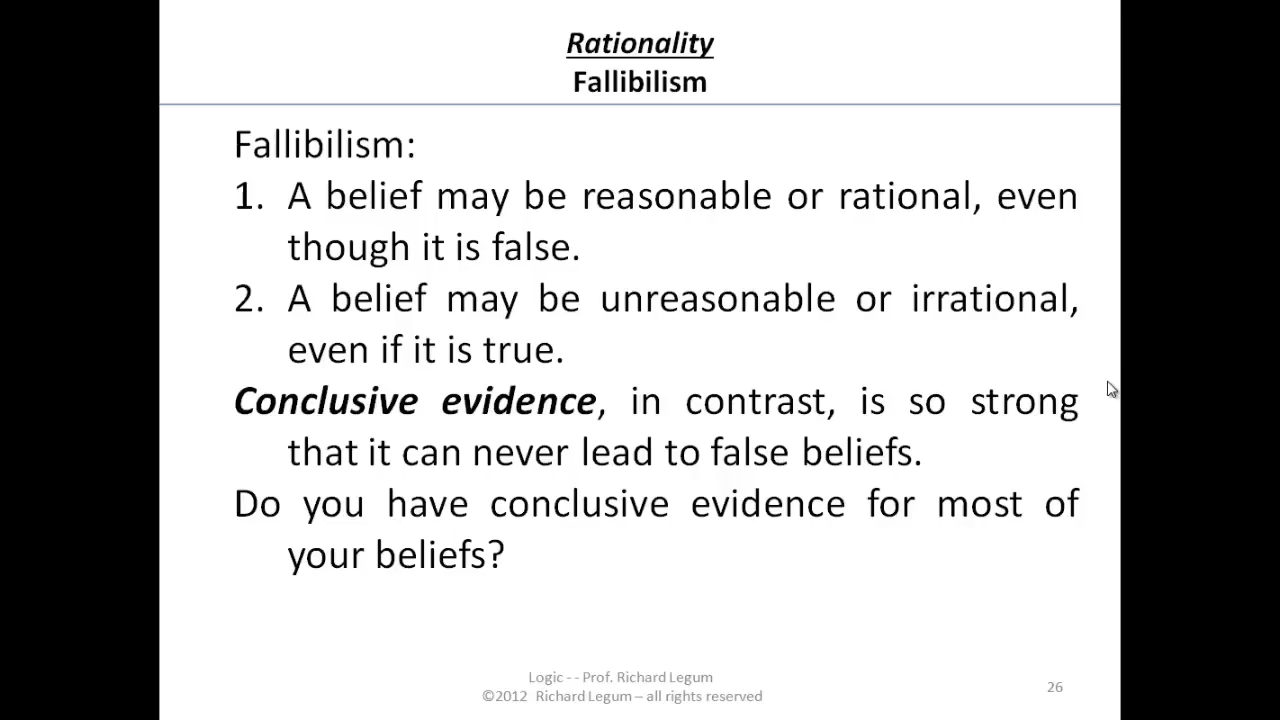 Rationality
Fallibilism
Fallibilism:
1. A belief may be reasonable or rational, even
though it is false.
2. A belief may be unreasonable or irrational,
even if it is true.
Conclusive evidence, in contrast, is so strong
that it can never lead to false beliefs.
Do you have conclusive evidence for most of
your beliefs?
Logic - - Prof. Richard Legum
©2012 Richard Legum – all rights reserved
26